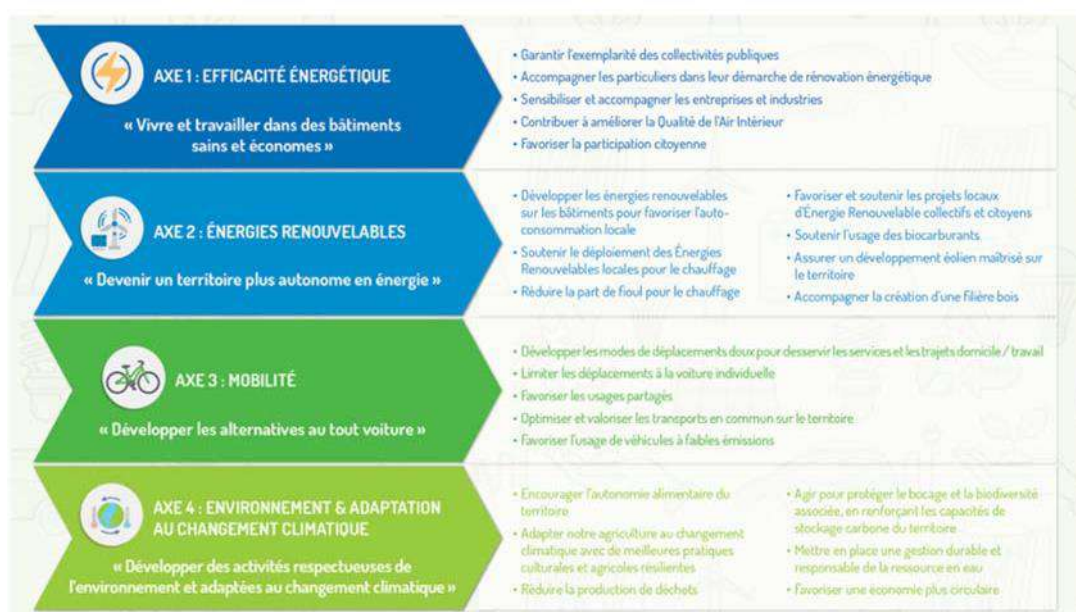 AXE 1 : EFFICACITÉ ÉNERGÉTIQUE
« Vivre et travailler dans des bâtiments
sains et économes »
• Garantir l'exemplarité des collectivités publiques
• Accompagner les particuliers dans leur démarche de rénovation énergétique
• Sensibiliser et accompagner les entreprises et industries
• Contribuer à améliorer la Qualité de l'Air Intérieur
• Favoriser la participation citoyenne
AXE 2 : ÉNERGIES RENOUVELABLES
« Devenir un territoire plus autonome en énergie »
• Développer les énergies renouvelables
sur les bâtiments pour favoriser l'auto-
consommation locale
• Soutenir le déploiement des Énergies
Renouvelables locales pour le chauffage
• Réduire la part de fioul pour le chauffage
• Favoriser et soutenir les projets locaux
d'Énergie Renouvelable collectifs et citoyens
• Soutenir l'usage des biocarburants
• Assurer un développement éolien maîtrisé sur
le territoire
• Accompagner la création d'une filière bois
AXE 3 : MOBILITÉ
« Développer les alternatives au tout voiture »
• Développer les modes de déplacements doux pour desservir les services et les trajets domicile / travail
• Limiter les déplacements à la voiture individuelle
• Favoriser les usages partagés
• Optimiser et valoriser les transports en commun sur le territoire
• Favoriser l'usage de véhicules à faibles émissions
AXE 4 : ENVIRONNEMENT & ADAPTATION
AU CHANGEMENT CLIMATIQUE
« Développer des activités respectueuses de
l'environnement et adaptées au changement climatique »
• Encourager l'autonomie alimentaire du
territoire
• Adapter notre agriculture au changement
climatique avec de meilleures pratiques
culturales et agricoles resilientes
• Réduire la production de déchets
• Agir pour protéger le bocage et la biodiversité
associée, en renforçant les capacités de
stockage carbone du territoire
• Mettre en place une gestion durable et
responsable de la ressource en eau
• Favoriser une économie plus circulaire